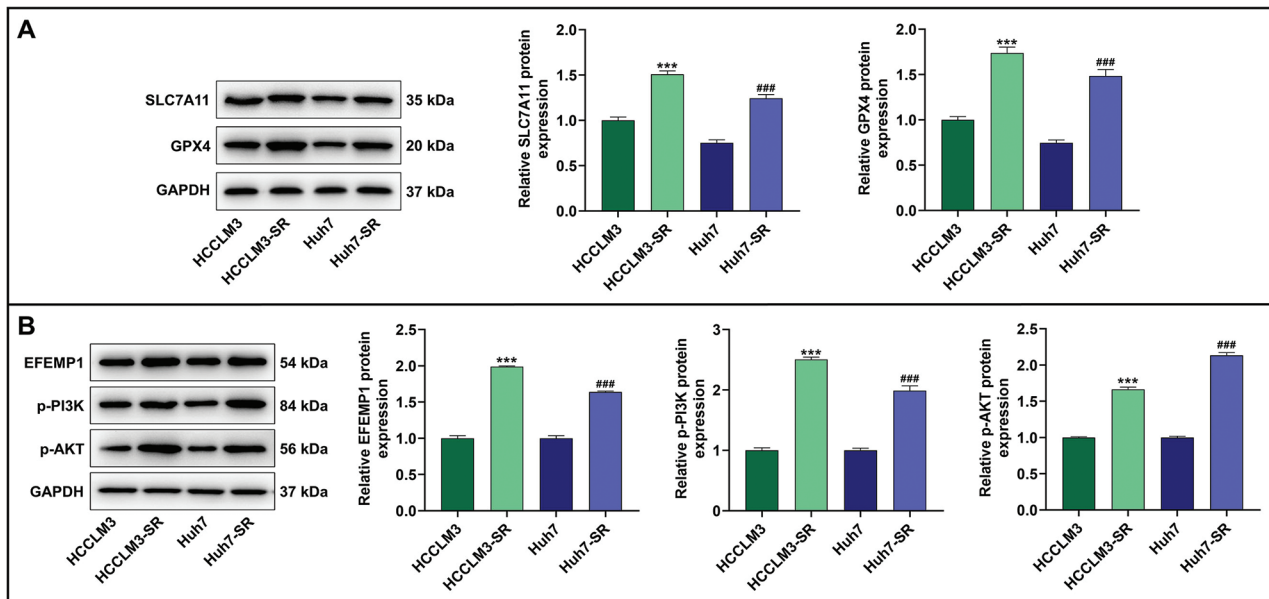 A
SLC7A11
35 kDa
GPX4
20 kDa
GAPDH
37 kDa
HCCLM3
HCCLM3-SR
Huh7
Huh7-SR
Relative SLC7A11 protein
expression
2.0
1.5
1.0
0.5
0.0
***
###
HCCLM3
HCCLM3-SR
Huh7
Huh7-SR
Relative GPX4 protein
expression
2.0
1.5
1.0
0.5
0.0
***
###
HCCLM3
HCCLM3-SR
Huh7
Huh7-SR
B
EFEMP1
54 kDa
p-PI3K
84 kDa
p-AKT
56 kDa
GAPDH
37 kDa
HCCLM3
HCCLM3-SR
Huh7
Huh7-SR
Relative EFEMP1 protein
expression
2.5
2.0
1.5
1.0
0.5
0.0
***
###
HCCLM3
HCCLM3-SR
Huh7
Huh7-SR
Relative p-PI3K protein
expression
3
2
1
0
***
###
HCCLM3
HCCLM3-SR
Huh7
Huh7-SR
Relative p-AKT protein
expression
2.5
2.0
1.5
1.0
0.5
0.0
***
###
HCCLM3
HCCLM3-SR
Huh7
Huh7-SR